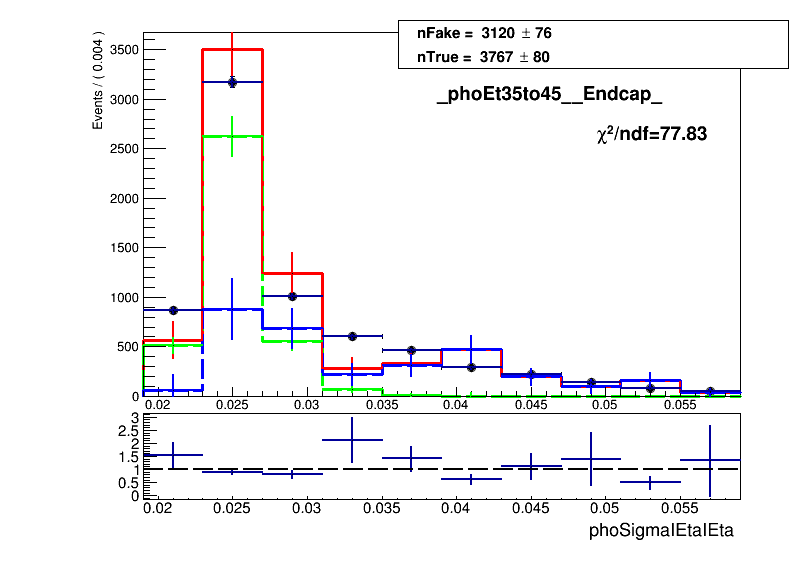 nFake = 3120 ± 76
nTrue = 3767 ± 80
_phoEt35to45__Endcap_
χ²/ndf=77.83
Events / ( 0.004 )
3500
3000
2500
2000
1500
1000
500
0
0.02 0.025 0.03 0.035 0.04 0.045 0.05 0.055
3
2.5
2
1.5
1
0.5
0
0.02 0.025 0.03 0.035 0.04 0.045 0.05 0.055
phoSigmaIEtaIEta